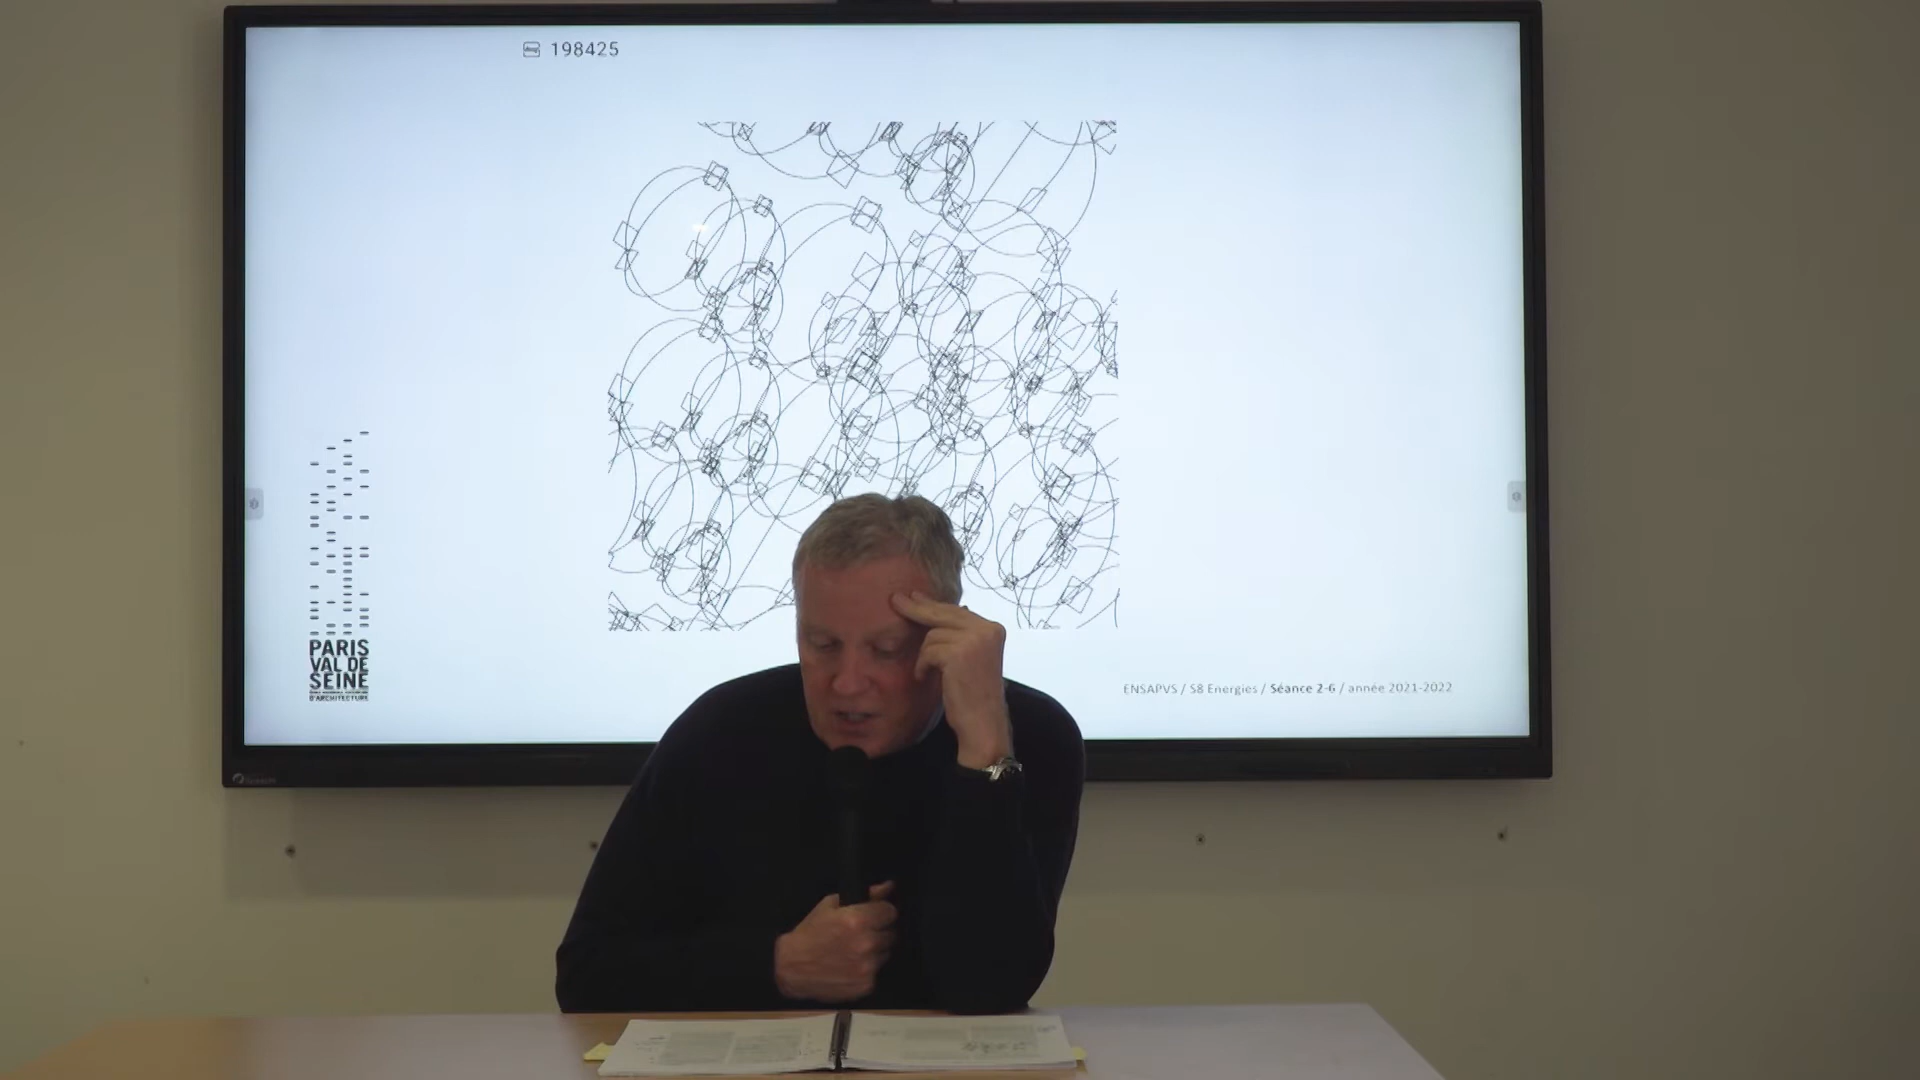 198425
PARIS
VAL DE
SEINE
D'ARCHITECTURE
ENSAPVS / S8 Energies / Séance 2-6 / année 2021-2022